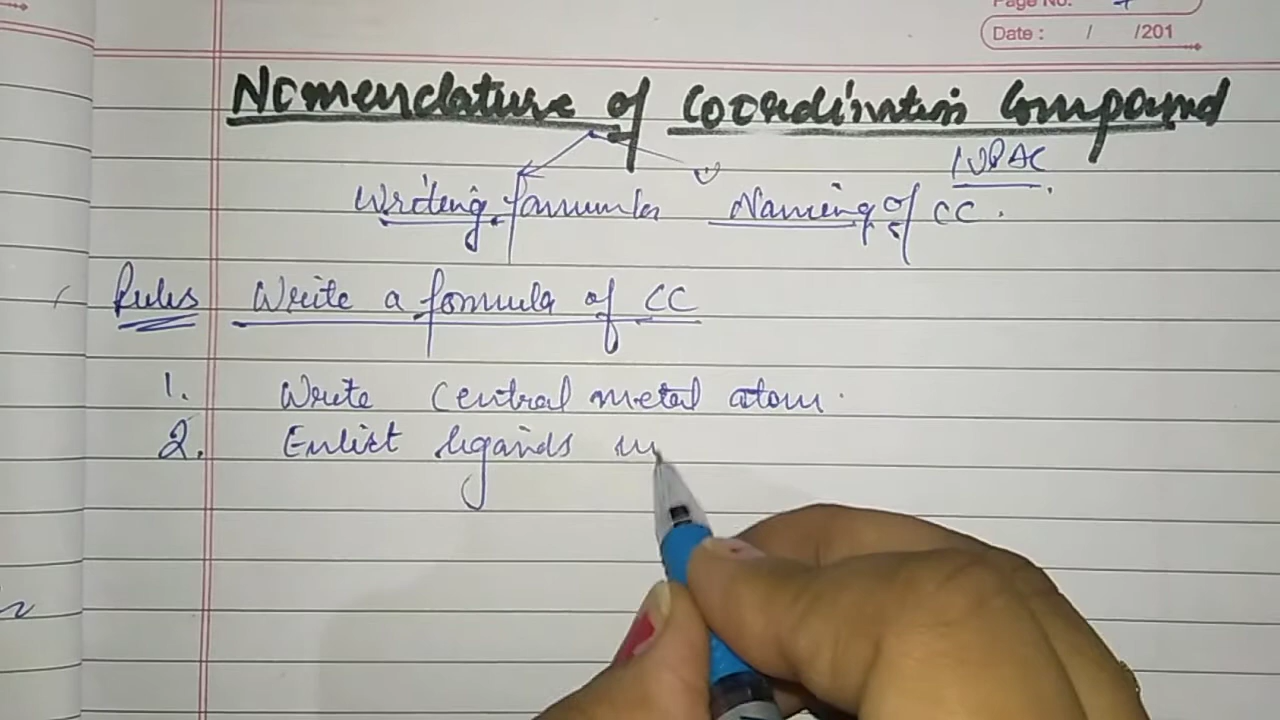 Page No.
Date : / /201
Nomenclature of Coordination Compound
IUPAC
Writing formula Naming of CC.
Rules Write a formula of CC
1. Write Central metal atom.
2. Enlist ligands in